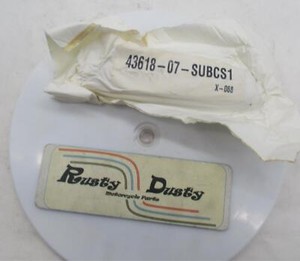 43618-07-SUBCS1
X-060
Rusty Dusty
Motorcycle Parts